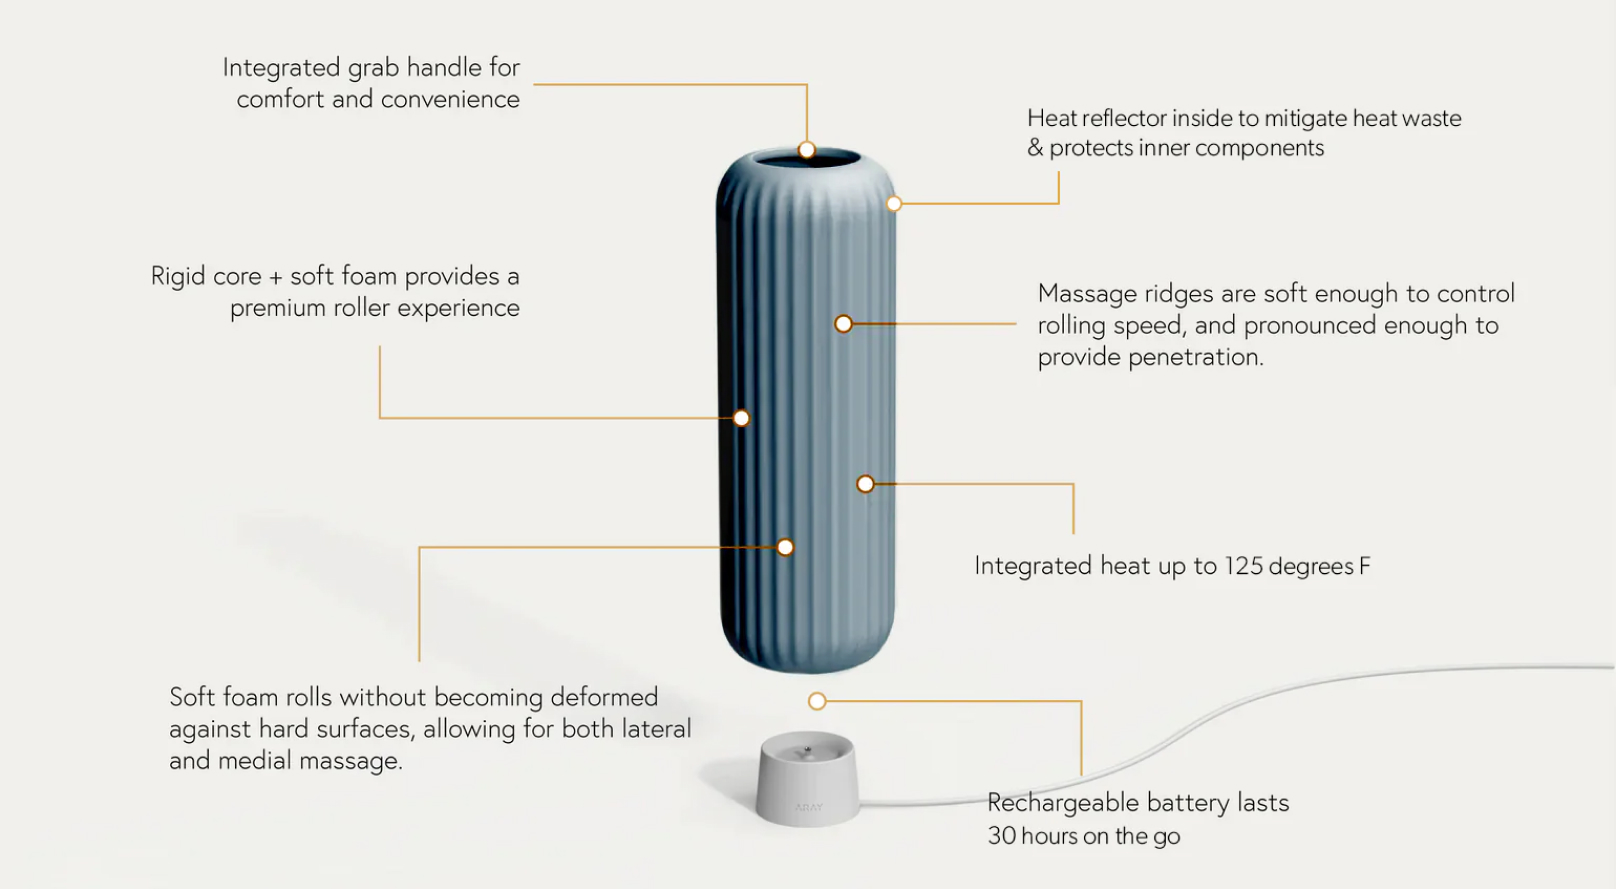 Integrated grab handle for
comfort and convenience
Heat reflector inside to mitigate heat waste
& protects inner components
Rigid core + soft foam provides a
premium roller experience
Massage ridges are soft enough to control
rolling speed, and pronounced enough to
provide penetration.
Integrated heat up to 125 degrees F
Soft foam rolls without becoming deformed
against hard surfaces, allowing for both lateral
and medial massage.
Rechargeable battery lasts
30 hours on the go